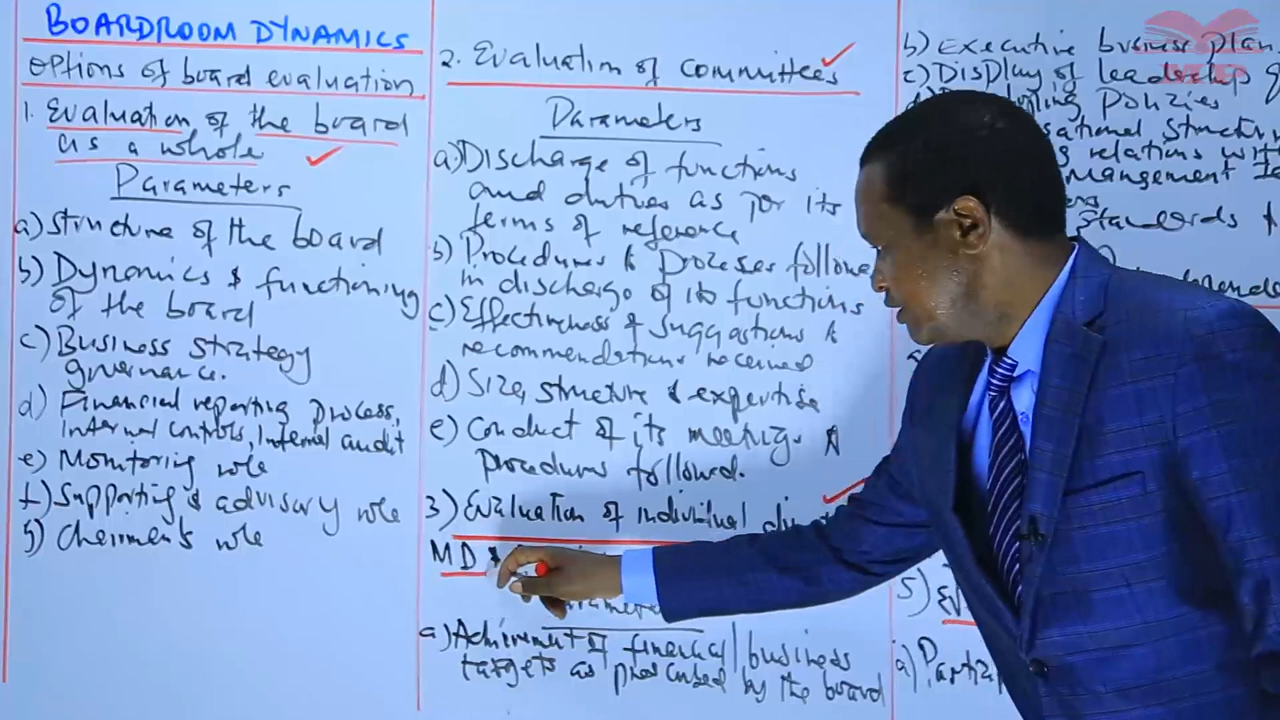 BOARDROOM DYNAMICS
Options of board evaluation
1. Evaluation of the board
as a whole
Parameters
a) Structure of the board
b) Dynamics & functioning
of the board
c) Business strategy
governance.
d) Financial reporting process,
internal controls, internal audit
e) Monitoring role
f) Supporting & advisory role
g) Chairman's role
2. Evaluation of committees
Parameters
a) Discharge of functions
and duties as per its
terms of reference
b) Procedures & processes followe
in discharge of its functions
c) Effectiveness of suggestions &
recommendations received
d) Size, structure & expertise
e) Conduct of its meetings &
procedures followed.
3) Evaluation of individual
MD &
a) Achievement of financial/business
targets as prescribed by the board
b) Executive business plan
c) Display of leadership
policies
structure
relations with
management
standards &
5)
a)